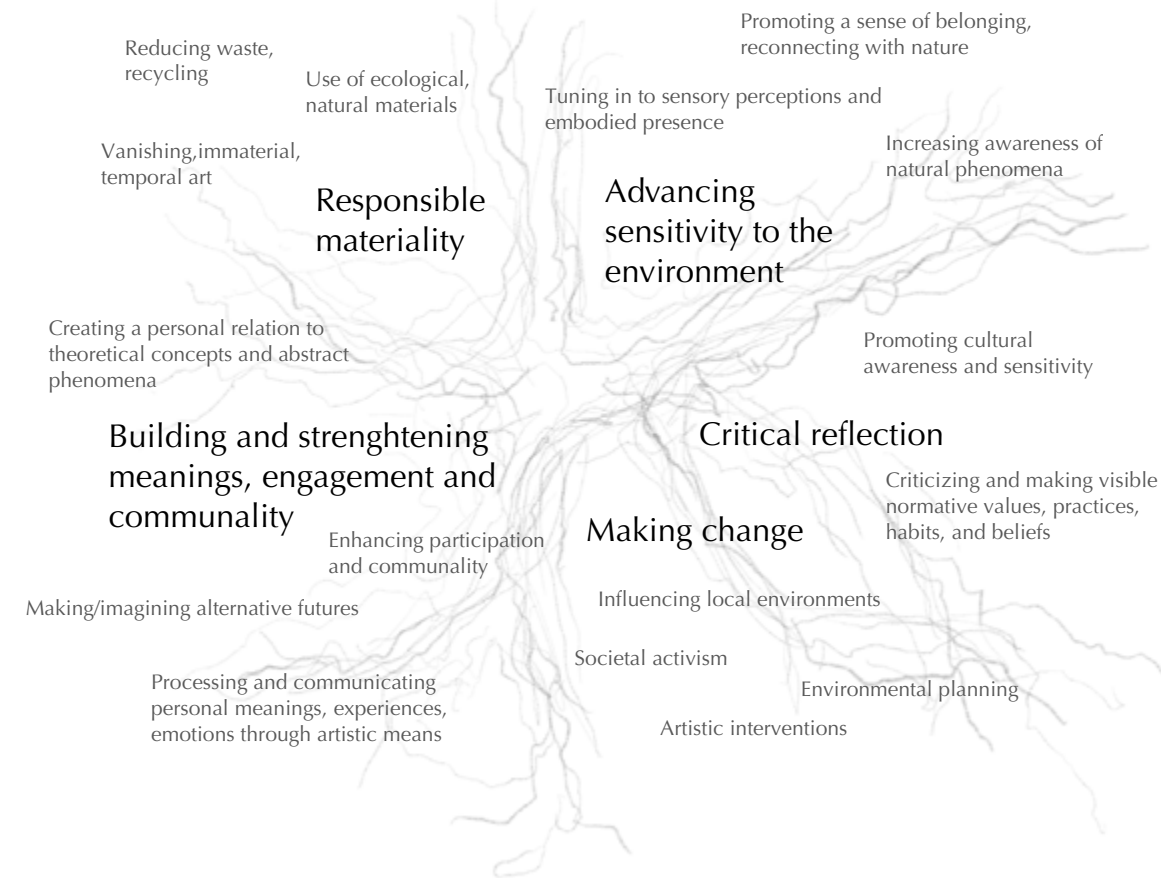 Reducing waste,
recycling
Use of ecological,
natural materials
Vanishing,immaterial,
temporal art
Responsible
materiality
Promoting a sense of belonging,
reconnecting with nature
Tuning in to sensory perceptions and
embodied presence
Increasing awareness of
natural phenomena
Advancing
sensitivity to the
environment
Creating a personal relation to
theoretical concepts and abstract
phenomena
Building and strenghtening
meanings, engagement and
communality
Enhancing participation
and communality
Making/imagining alternative futures
Processing and communicating
personal meanings, experiences,
emotions through artistic means
Promoting cultural
awareness and sensitivity
Critical reflection
Criticizing and making visible
normative values, practices,
habits, and beliefs
Making change
Influencing local environments
Societal activism
Environmental planning
Artistic interventions